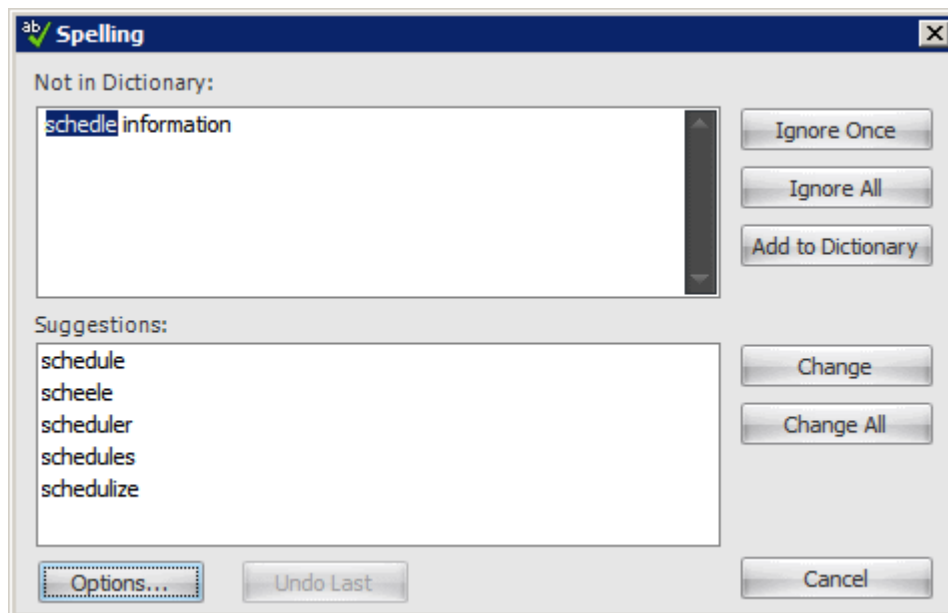 ab Spelling
Not in Dictionary:
schedle information
Ignore Once
Ignore All
Add to Dictionary
Suggestions:
schedule
scheele
scheduler
schedules
schedulize
Change
Change All
Options...
Undo Last
Cancel